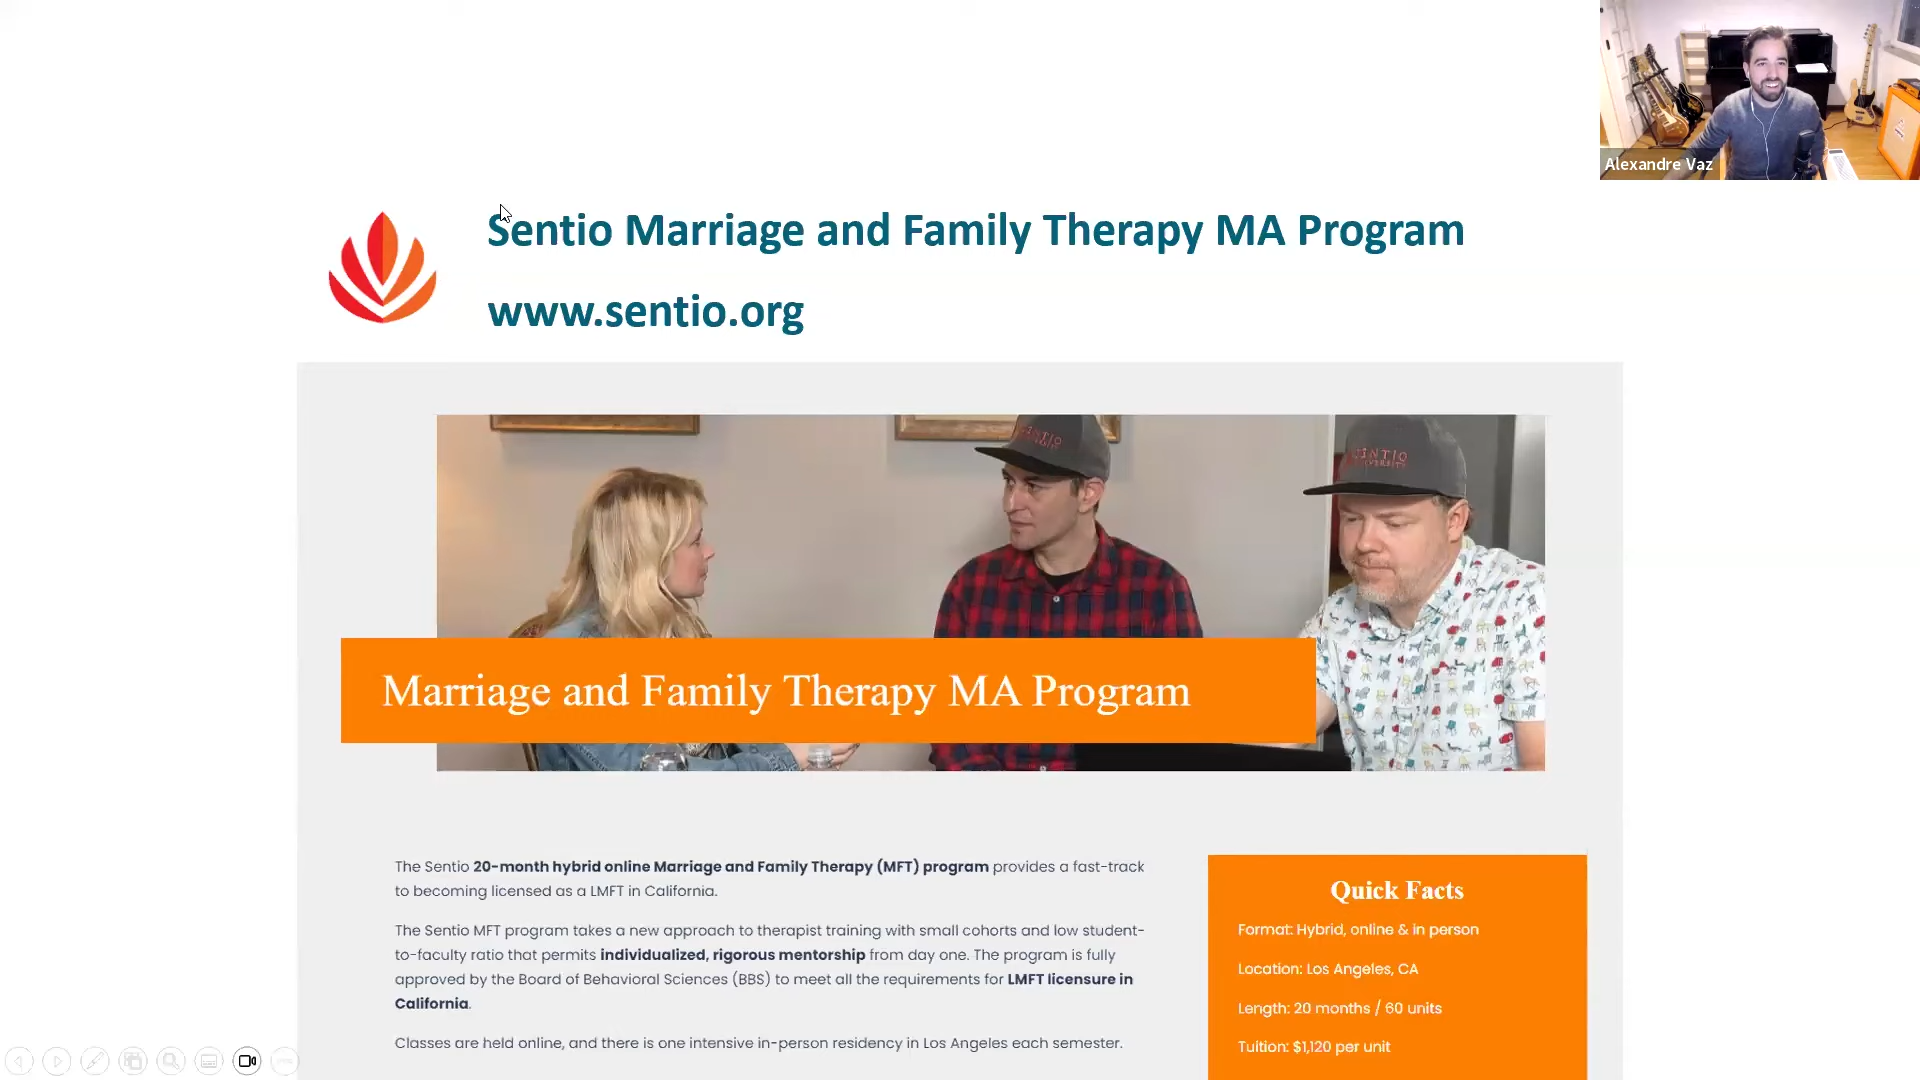 Alexandre Vaz
Sentio Marriage and Family Therapy MA Program
www.sentio.org
SENTIO
SENTIO
Marriage and Family Therapy MA Program
The Sentio 20-month hybrid online Marriage and Family Therapy (MFT) program provides a fast-track
to becoming licensed as a LMFT in California.
The Sentio MFT program takes a new approach to therapist training with small cohorts and low student-
to-faculty ratio that permits individualized, rigorous mentorship from day one. The program is fully
approved by the Board of Behavioral Sciences (BBS) to meet all the requirements for LMFT licensure in
California.
Classes are held online, and there is one intensive in-person residency in Los Angeles each semester.
Quick Facts
Format: Hybrid, online & in person
Location: Los Angeles, CA
Length: 20 months / 60 units
Tuition: $1,120 per unit